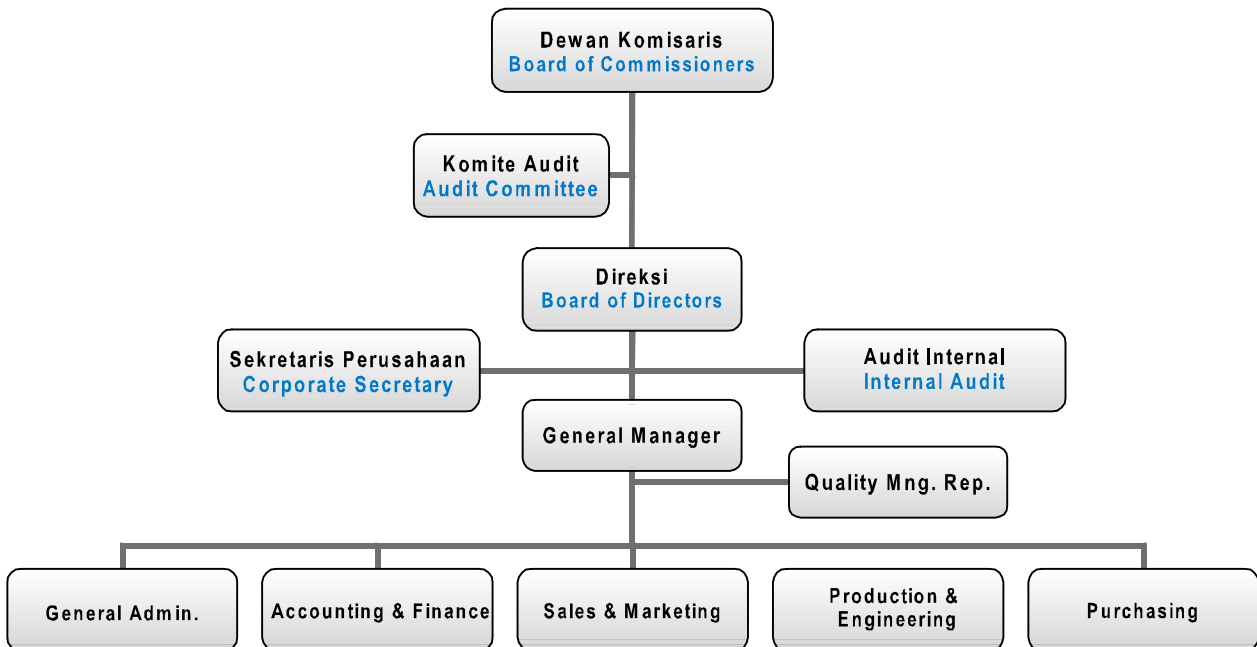 Dewan Komisaris
Board of Commissioners
Komite Audit
Audit Committee
Direksi
Board of Directors
Sekretaris Perusahaan
Corporate Secretary
Audit Internal
Internal Audit
General Manager
Quality Mng. Rep.
General Admin.
Accounting & Finance
Sales & Marketing
Production &
Engineering
Purchasing